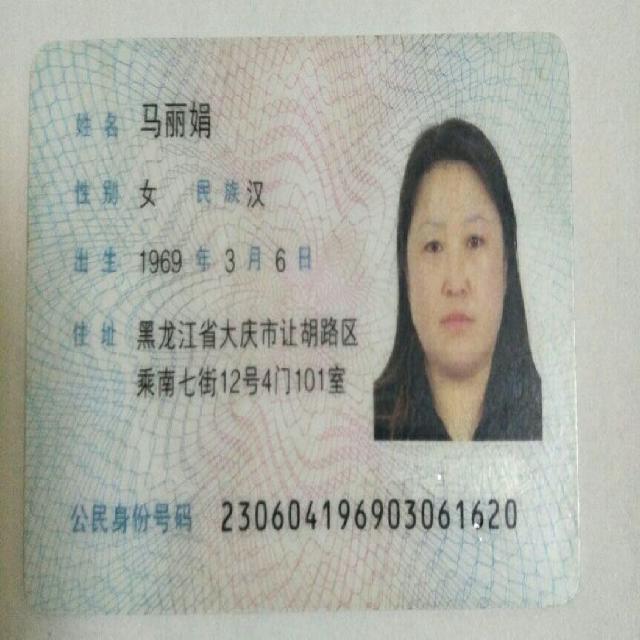 姓名 马丽娟
性别 女 民族 汉
出生 1969 年 3 月 6 日
住址 黑龙江省大庆市让胡路区
乘南七街12号4门101室
公民身份号码 230604196903061620